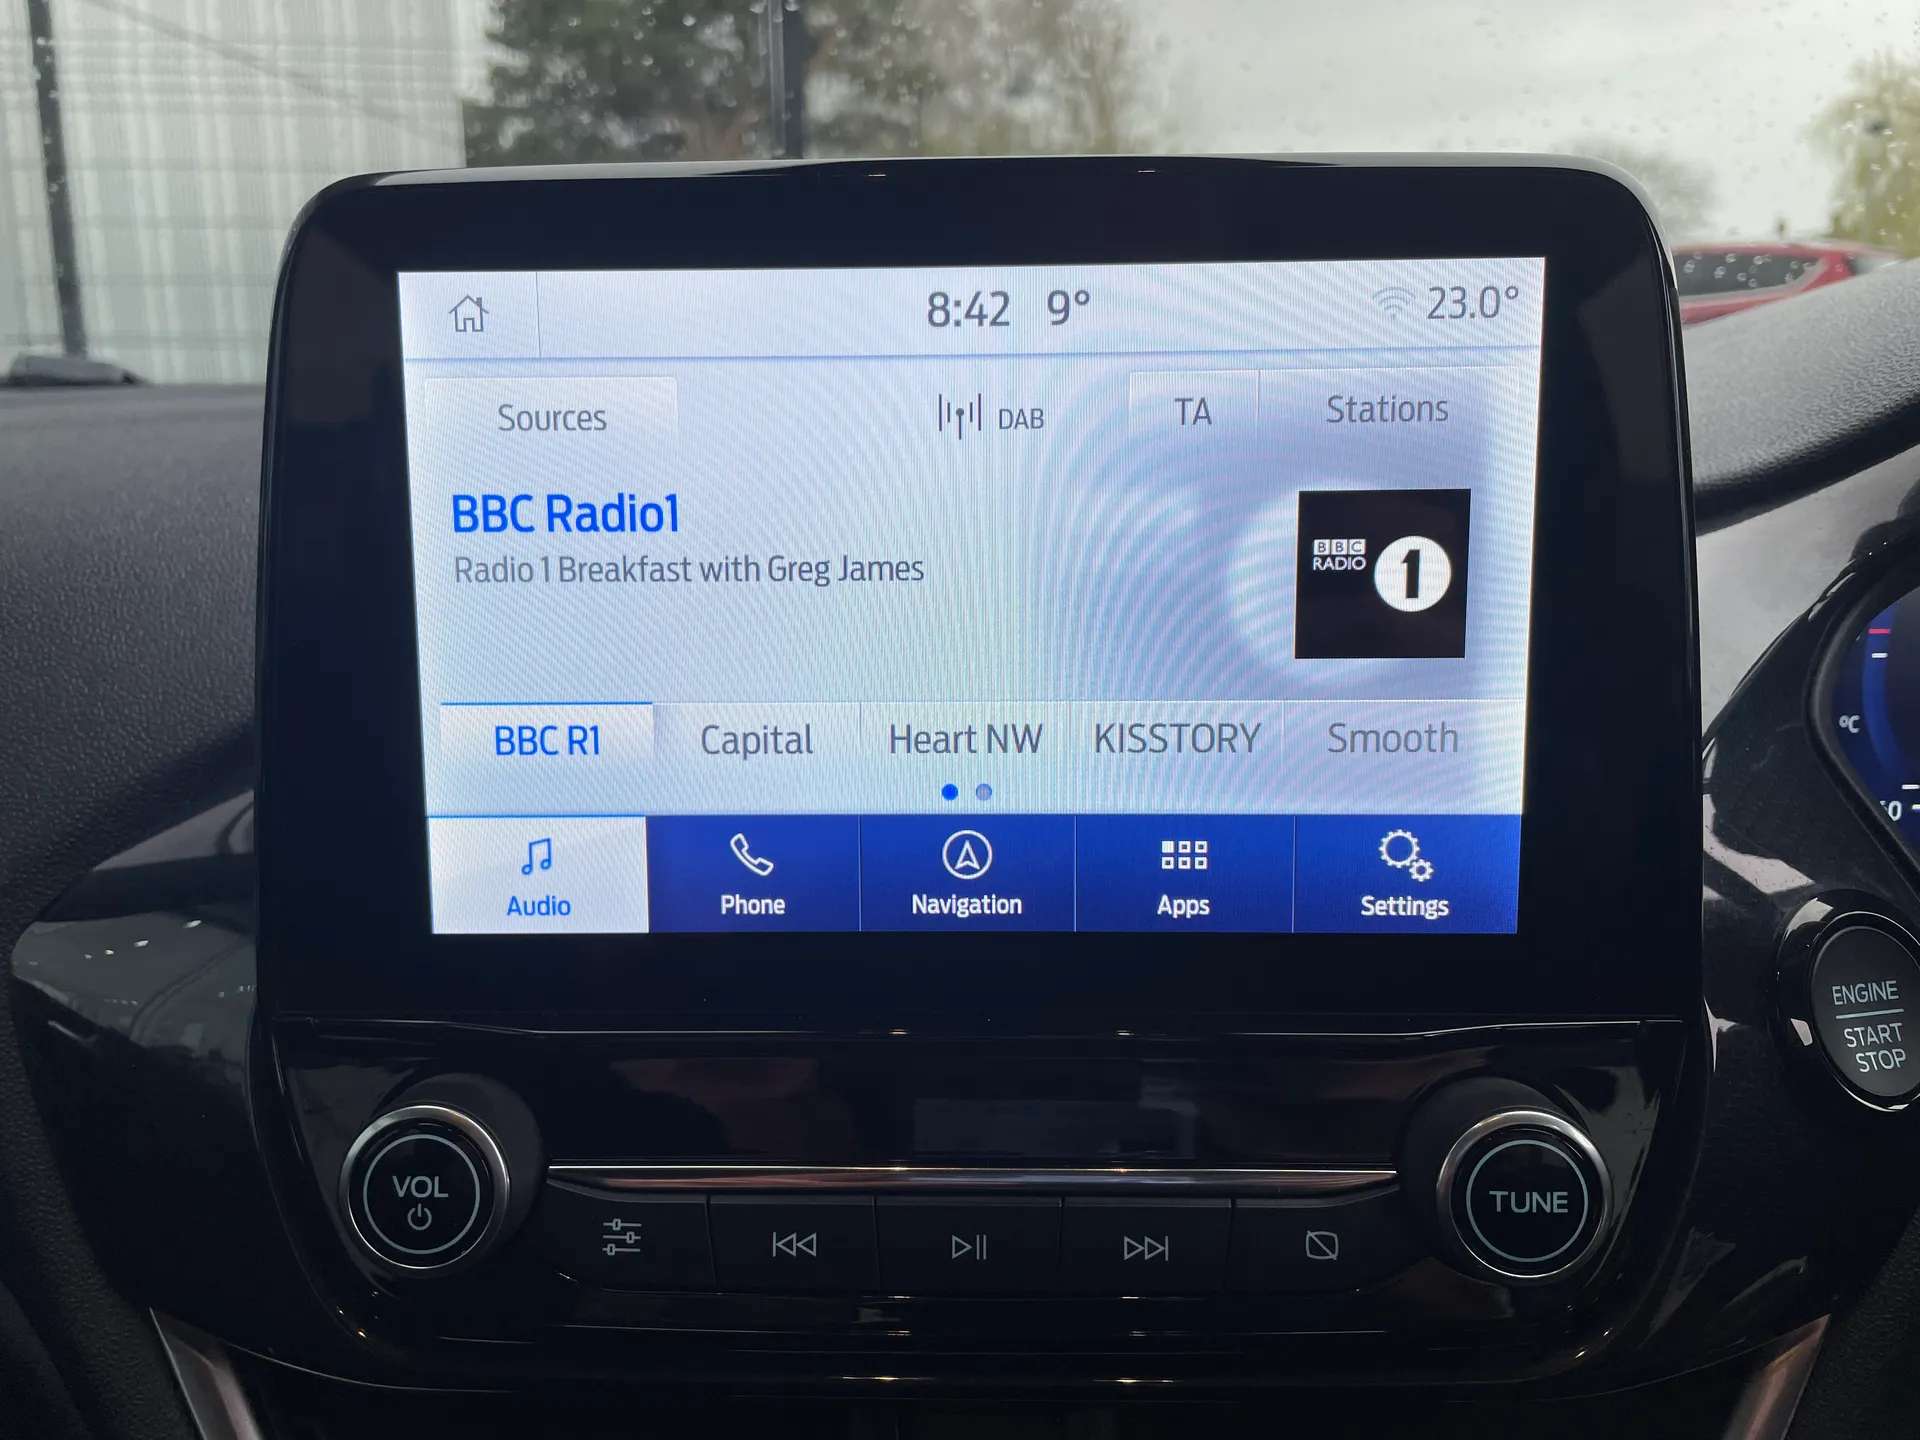 8:42 9° 23.0°
Sources DAB TA Stations
BBC Radio1
Radio 1 Breakfast with Greg James
BBC
RADIO 1
BBC R1 Capital Heart NW KISSTORY Smooth
Audio Phone Navigation Apps Settings
°C
ENGINE
START
STOP
VOL
TUNE